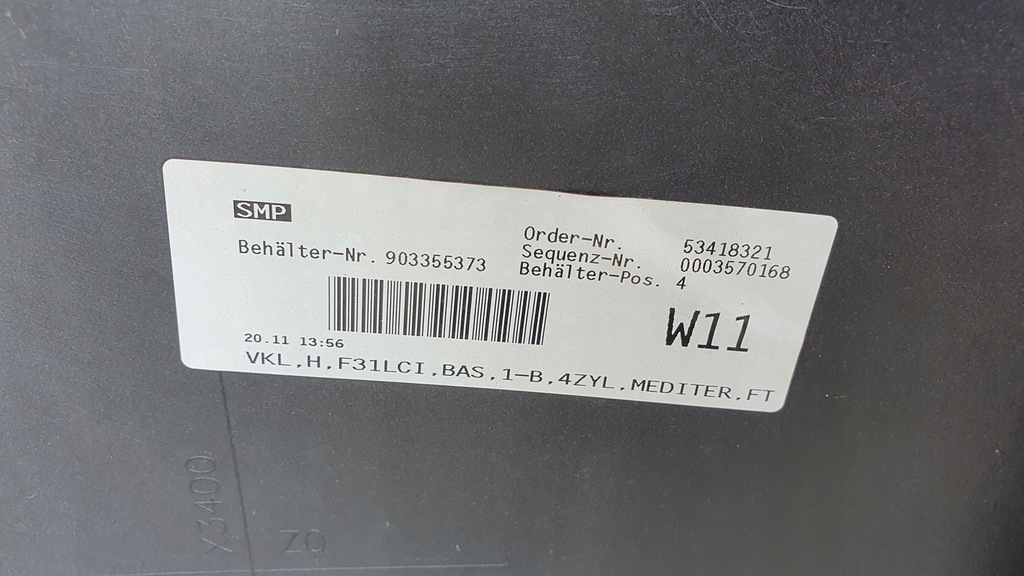 SMP
Behälter-Nr. 903355373
Order-Nr. 53418321
Sequenz-Nr. 0003570168
Behälter-Pos. 4
W11
20.11 13:56
VKL,H,F31LCI,BAS,1-B,4ZYL,MEDITER,FT
X3400
Z0